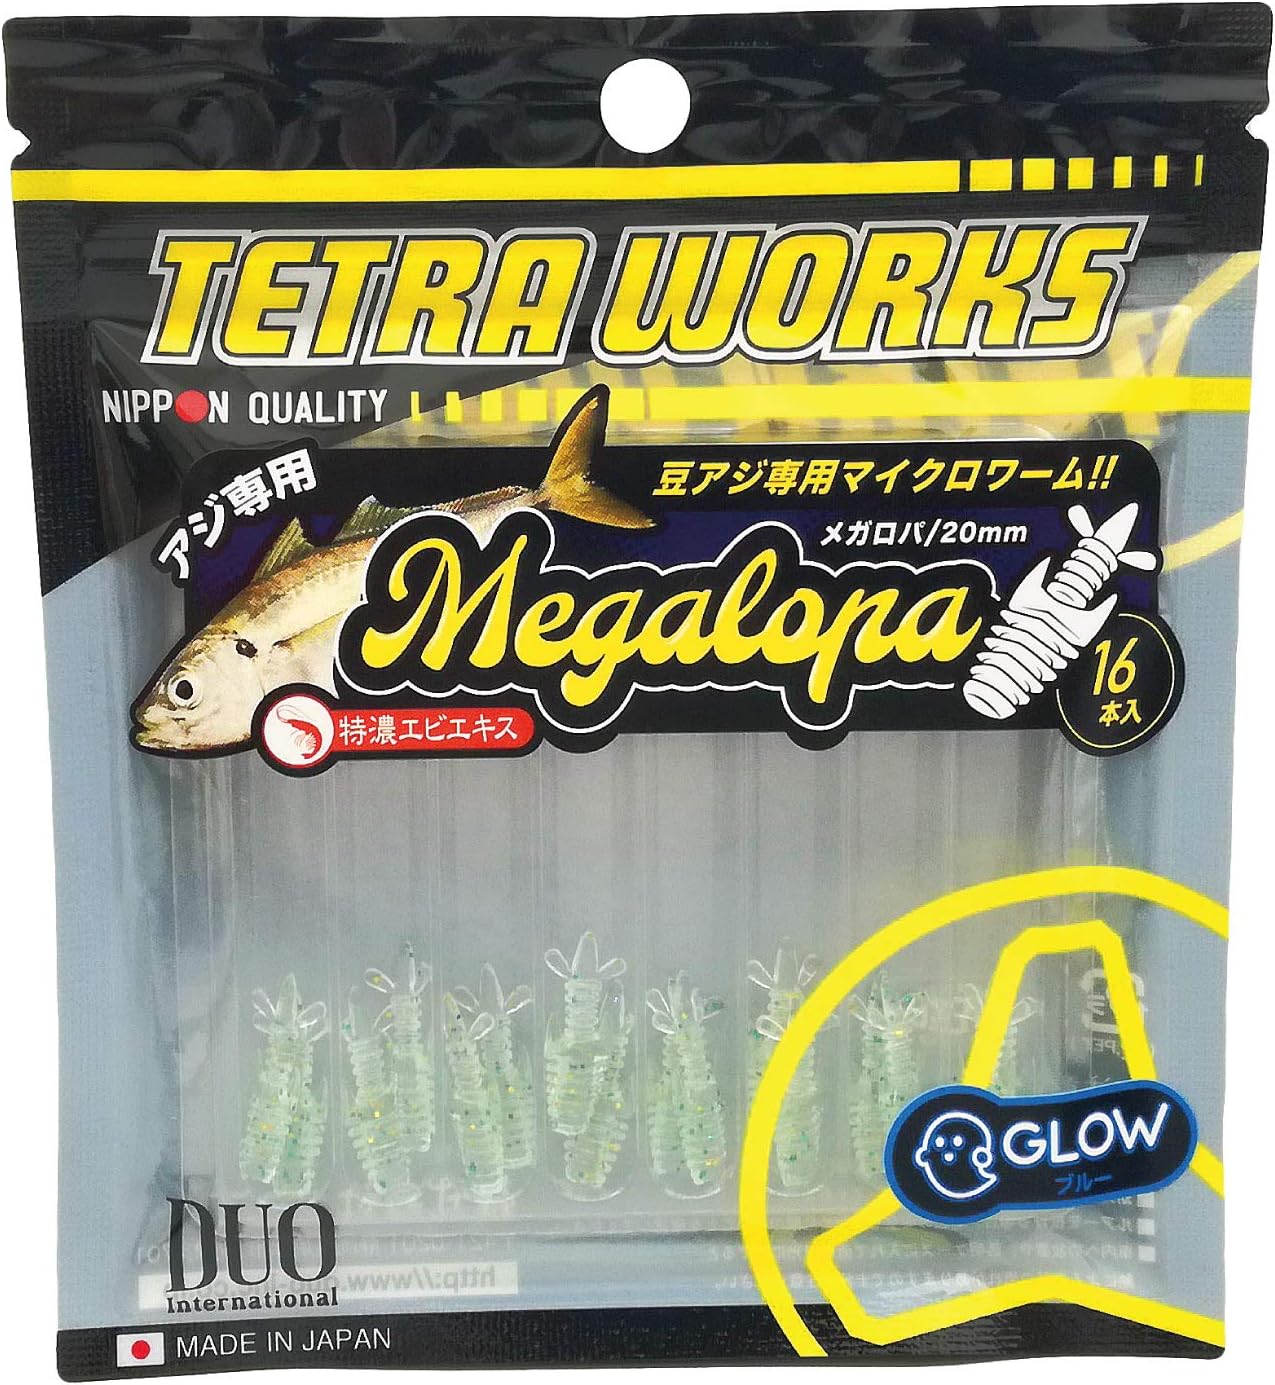 TETRA WORKS
NIPPON QUALITY
アジ専用
豆アジ専用マイクロワーム!!
メガロパ/20mm
Megalopa
16
本入
特濃エビエキス
GLOW
ブルー
DUO
International
MADE IN JAPAN